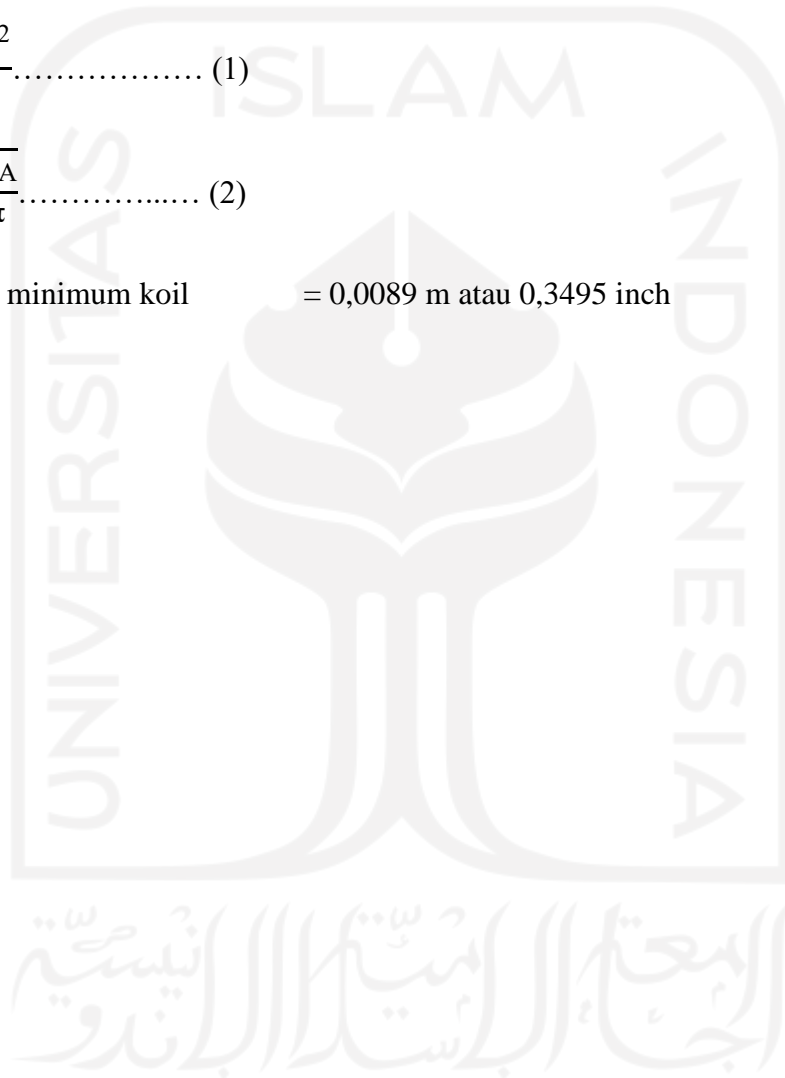 2
……………… (1)
A
…………...… (2)
π
minimum koil = 0,0089 m atau 0,3495 inch
ISLAM
UNIVERSITAS
INDONESIA